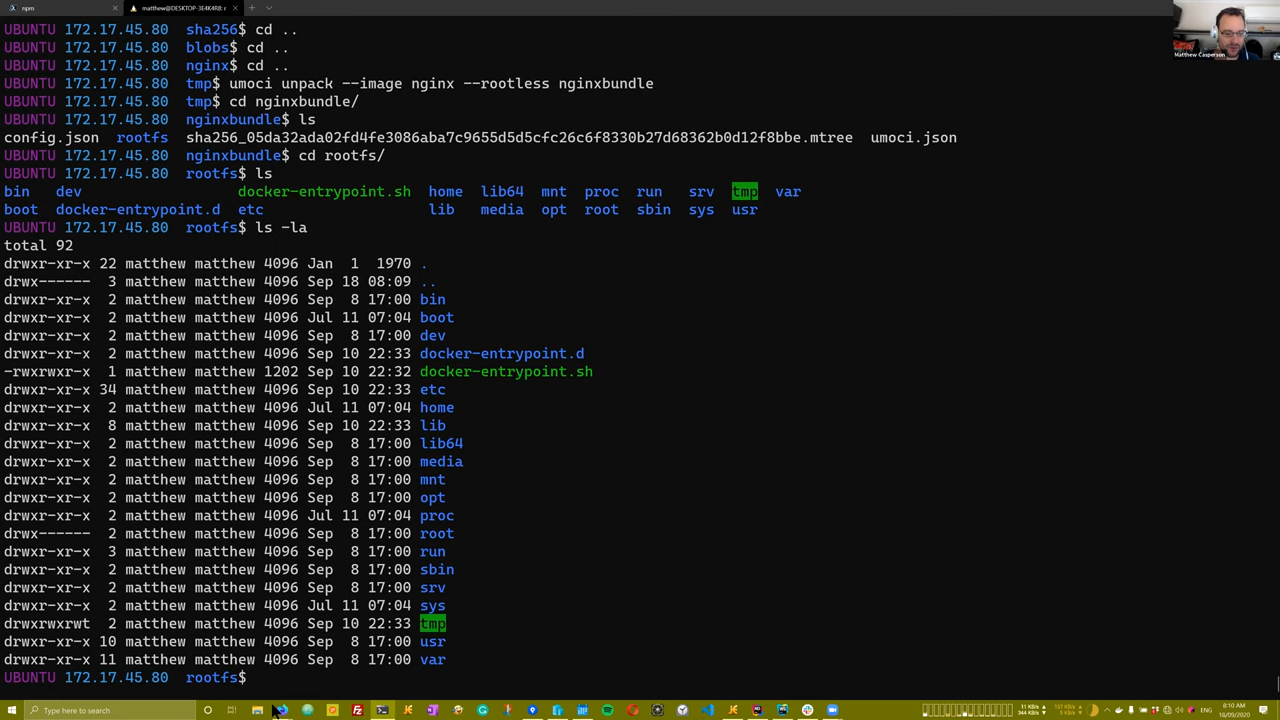 npm
matthew@DESKTOP-3E4K4R8: r
UBUNTU 172.17.45.80 sha256$ cd ..
UBUNTU 172.17.45.80 blobs$ cd ..
UBUNTU 172.17.45.80 nginx$ cd ..
UBUNTU 172.17.45.80 tmp$ umoci unpack --image nginx --rootless nginxbundle
UBUNTU 172.17.45.80 tmp$ cd nginxbundle/
UBUNTU 172.17.45.80 nginxbundle$ ls
config.json rootfs sha256_05da32ada02fd4fe3086aba7c9655d5d5cfc26c6f8330b27d68362b0d12f8bbe.mtree umoci.json
UBUNTU 172.17.45.80 nginxbundle$ cd rootfs/
UBUNTU 172.17.45.80 rootfs$ ls
bin dev docker-entrypoint.sh home lib64 mnt proc run srv tmp var
boot docker-entrypoint.d etc lib media opt root sbin sys usr
UBUNTU 172.17.45.80 rootfs$ ls -la
total 92
drwxr-xr-x 22 matthew matthew 4096 Jan 1 1970 .
drwx------ 3 matthew matthew 4096 Sep 18 08:09 ..
drwxr-xr-x 2 matthew matthew 4096 Sep 8 17:00 bin
drwxr-xr-x 2 matthew matthew 4096 Jul 11 07:04 boot
drwxr-xr-x 2 matthew matthew 4096 Sep 8 17:00 dev
drwxr-xr-x 2 matthew matthew 4096 Sep 10 22:33 docker-entrypoint.d
-rwxrwxr-x 1 matthew matthew 1202 Sep 10 22:32 docker-entrypoint.sh
drwxr-xr-x 34 matthew matthew 4096 Sep 10 22:33 etc
drwxr-xr-x 2 matthew matthew 4096 Jul 11 07:04 home
drwxr-xr-x 8 matthew matthew 4096 Sep 10 22:33 lib
drwxr-xr-x 2 matthew matthew 4096 Sep 8 17:00 lib64
drwxr-xr-x 2 matthew matthew 4096 Sep 8 17:00 media
drwxr-xr-x 2 matthew matthew 4096 Sep 8 17:00 mnt
drwxr-xr-x 2 matthew matthew 4096 Sep 8 17:00 opt
drwxr-xr-x 2 matthew matthew 4096 Jul 11 07:04 proc
drwx------ 2 matthew matthew 4096 Sep 8 17:00 root
drwxr-xr-x 3 matthew matthew 4096 Sep 8 17:00 run
drwxr-xr-x 2 matthew matthew 4096 Sep 8 17:00 sbin
drwxr-xr-x 2 matthew matthew 4096 Sep 8 17:00 srv
drwxr-xr-x 2 matthew matthew 4096 Jul 11 07:04 sys
drwxrwxrwt 2 matthew matthew 4096 Sep 10 22:33 tmp
drwxr-xr-x 10 matthew matthew 4096 Sep 8 17:00 usr
drwxr-xr-x 11 matthew matthew 4096 Sep 8 17:00 var
UBUNTU 172.17.45.80 rootfs$
Matthew Casperson
Type here to search
ENG
8:10 AM
18/09/2020